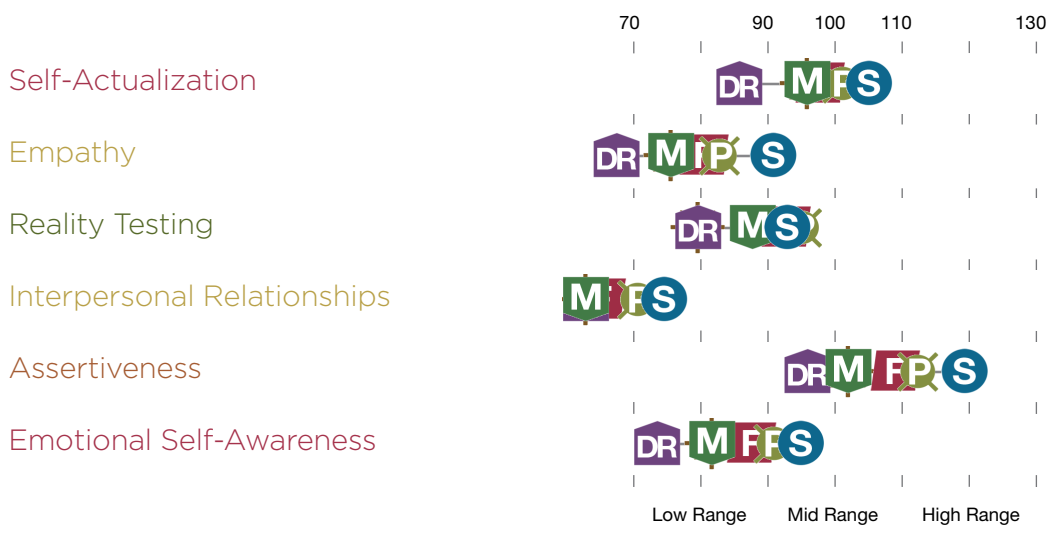 70 90 100 110 130
Self-Actualization DR M F P S
Empathy DR M F P S
Reality Testing DR M S
Interpersonal Relationships M P S
Assertiveness DR M F P S
Emotional Self-Awareness DR M F P S
Low Range Mid Range High Range